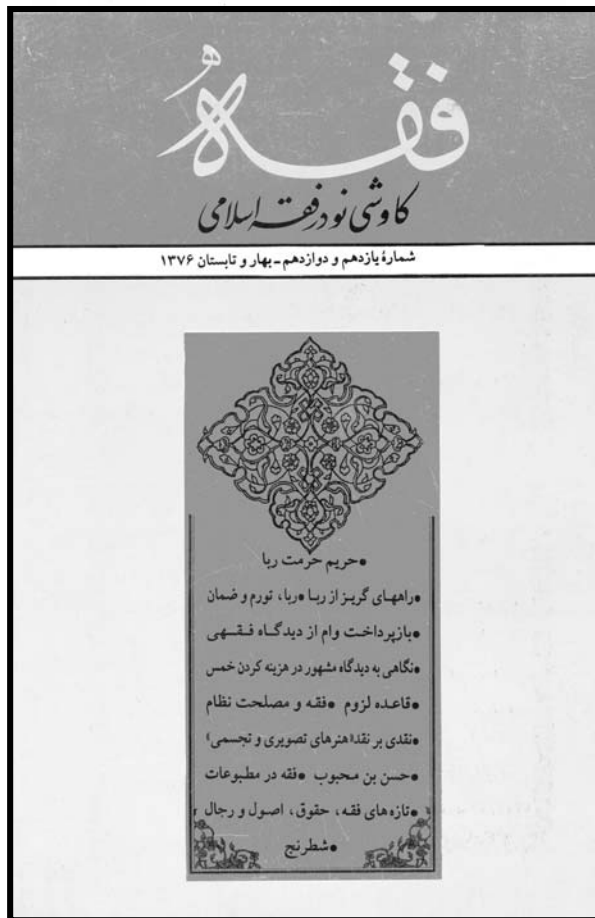 فقه
کاوشی نو در فقه اسلامی
شمارهٔ یازدهم و دوازدهم - بهار و تابستان ۱۳۷۶
● حریم حرمت ربا
● راههای گریز از ربا ● ربا، تورم و ضمان
● بازپرداخت وام از دیدگاه فقهی
● نگاهی به دیدگاه مشهور در هزینه کردن خمس
● قاعده لزوم ● فقه و مصلحت نظام
● نقدی بر نقد «هنرهای تصویری و تجسمی»
● حسن بن محبوب ● فقه در مطبوعات
● تازه های فقه، حقوق، اصول و رجال
● شطرنج